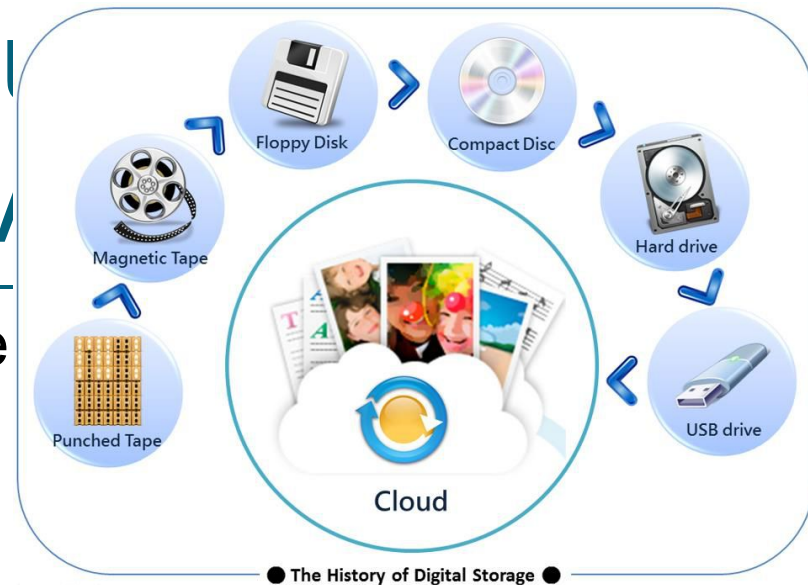 Floppy Disk
Compact Disc
Magnetic Tape
Hard drive
Punched Tape
USB drive
Cloud
● The History of Digital Storage ●